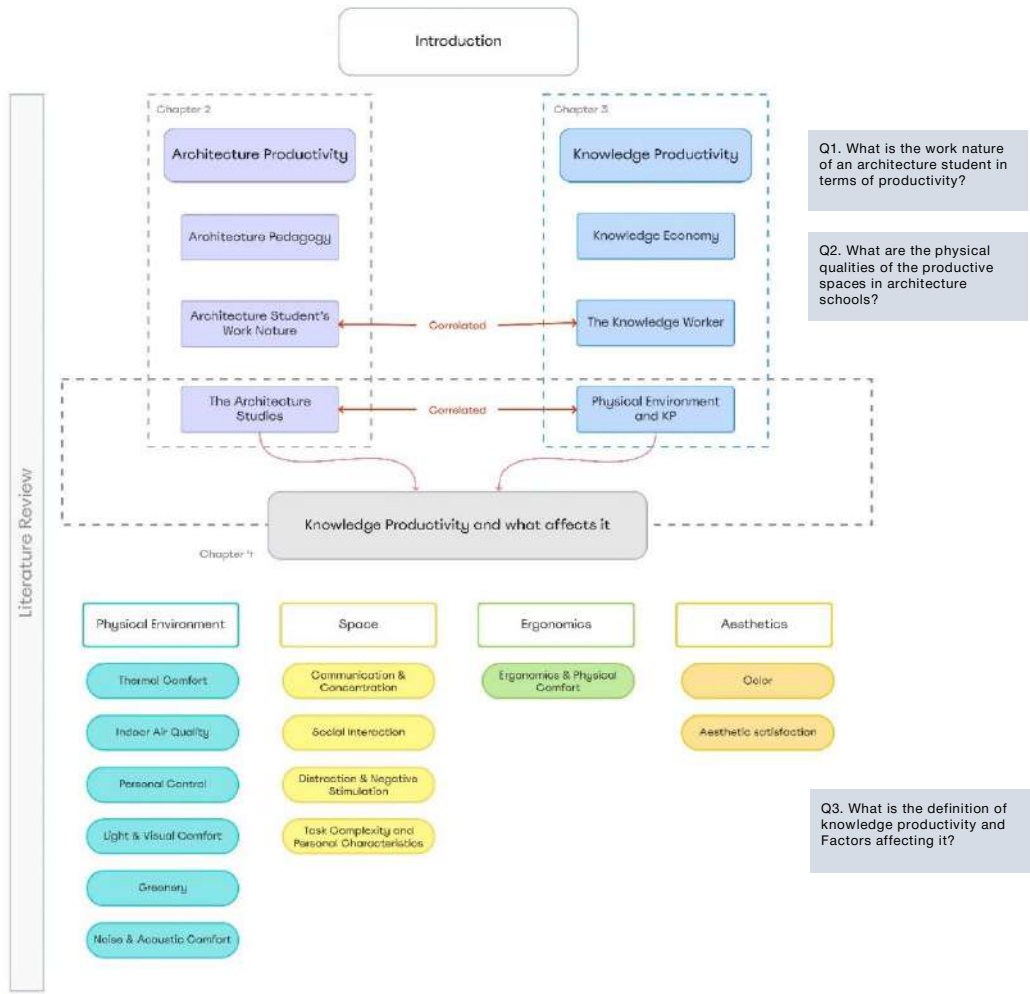 Introduction
Literature Review
Chapter 2
Architecture Productivity
Architecture Pedagogy
Architecture Student's
Work Nature
The Architecture
Studios
Chapter 3
Knowledge Productivity
Knowledge Economy
The Knowledge Worker
Physical Environment
and KP
Correlated
Correlated
Q1. What is the work nature
of an architecture student in
terms of productivity?
Q2. What are the physical
qualities of the productive
spaces in architecture
schools?
Knowledge Productivity and what affects it
Chapter 4
Physical Environment
Thermal Comfort
Indoor Air Quality
Personal Control
Light & Visual Comfort
Greenery
Noise & Acoustic Comfort
Space
Communication &
Concentration
Social Interaction
Distraction & Negative
Stimulation
Task Complexity and
Personal Characteristics
Ergonomics
Ergonomics & Physical
Comfort
Aesthetics
Color
Aesthetic satisfaction
Q3. What is the definition of
knowledge productivity and
Factors affecting it?